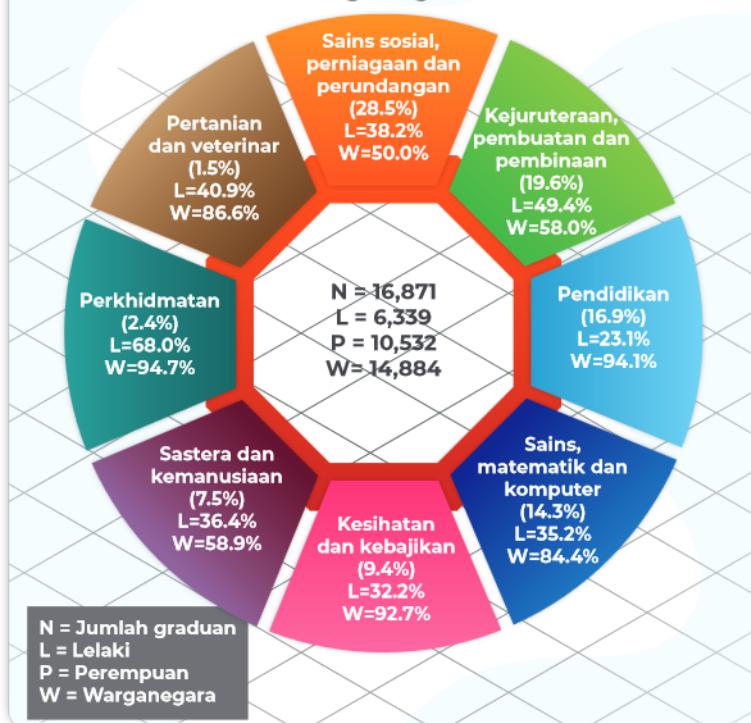 Sains sosial,
perniagaan dan
perundangan
(28.5%)
L=38.2%
W=50.0%
Kejuruteraan,
pembuatan dan
pembinaan
(19.6%)
L=49.4%
W=58.0%
Pendidikan
(16.9%)
L=23.1%
W=94.1%
Sains,
matematik dan
komputer
(14.3%)
L=35.2%
W=84.4%
Kesihatan
dan kebajikan
(9.4%)
L=32.2%
W=92.7%
Sastera dan
kemanusiaan
(7.5%)
L=36.4%
W=58.9%
Perkhidmatan
(2.4%)
L=68.0%
W=94.7%
Pertanian
dan veterinar
(1.5%)
L=40.9%
W=86.6%
N = 16,871
L = 6,339
P = 10,532
W= 14,884
N = Jumlah graduan
L = Lelaki
P = Perempuan
W = Warganegara